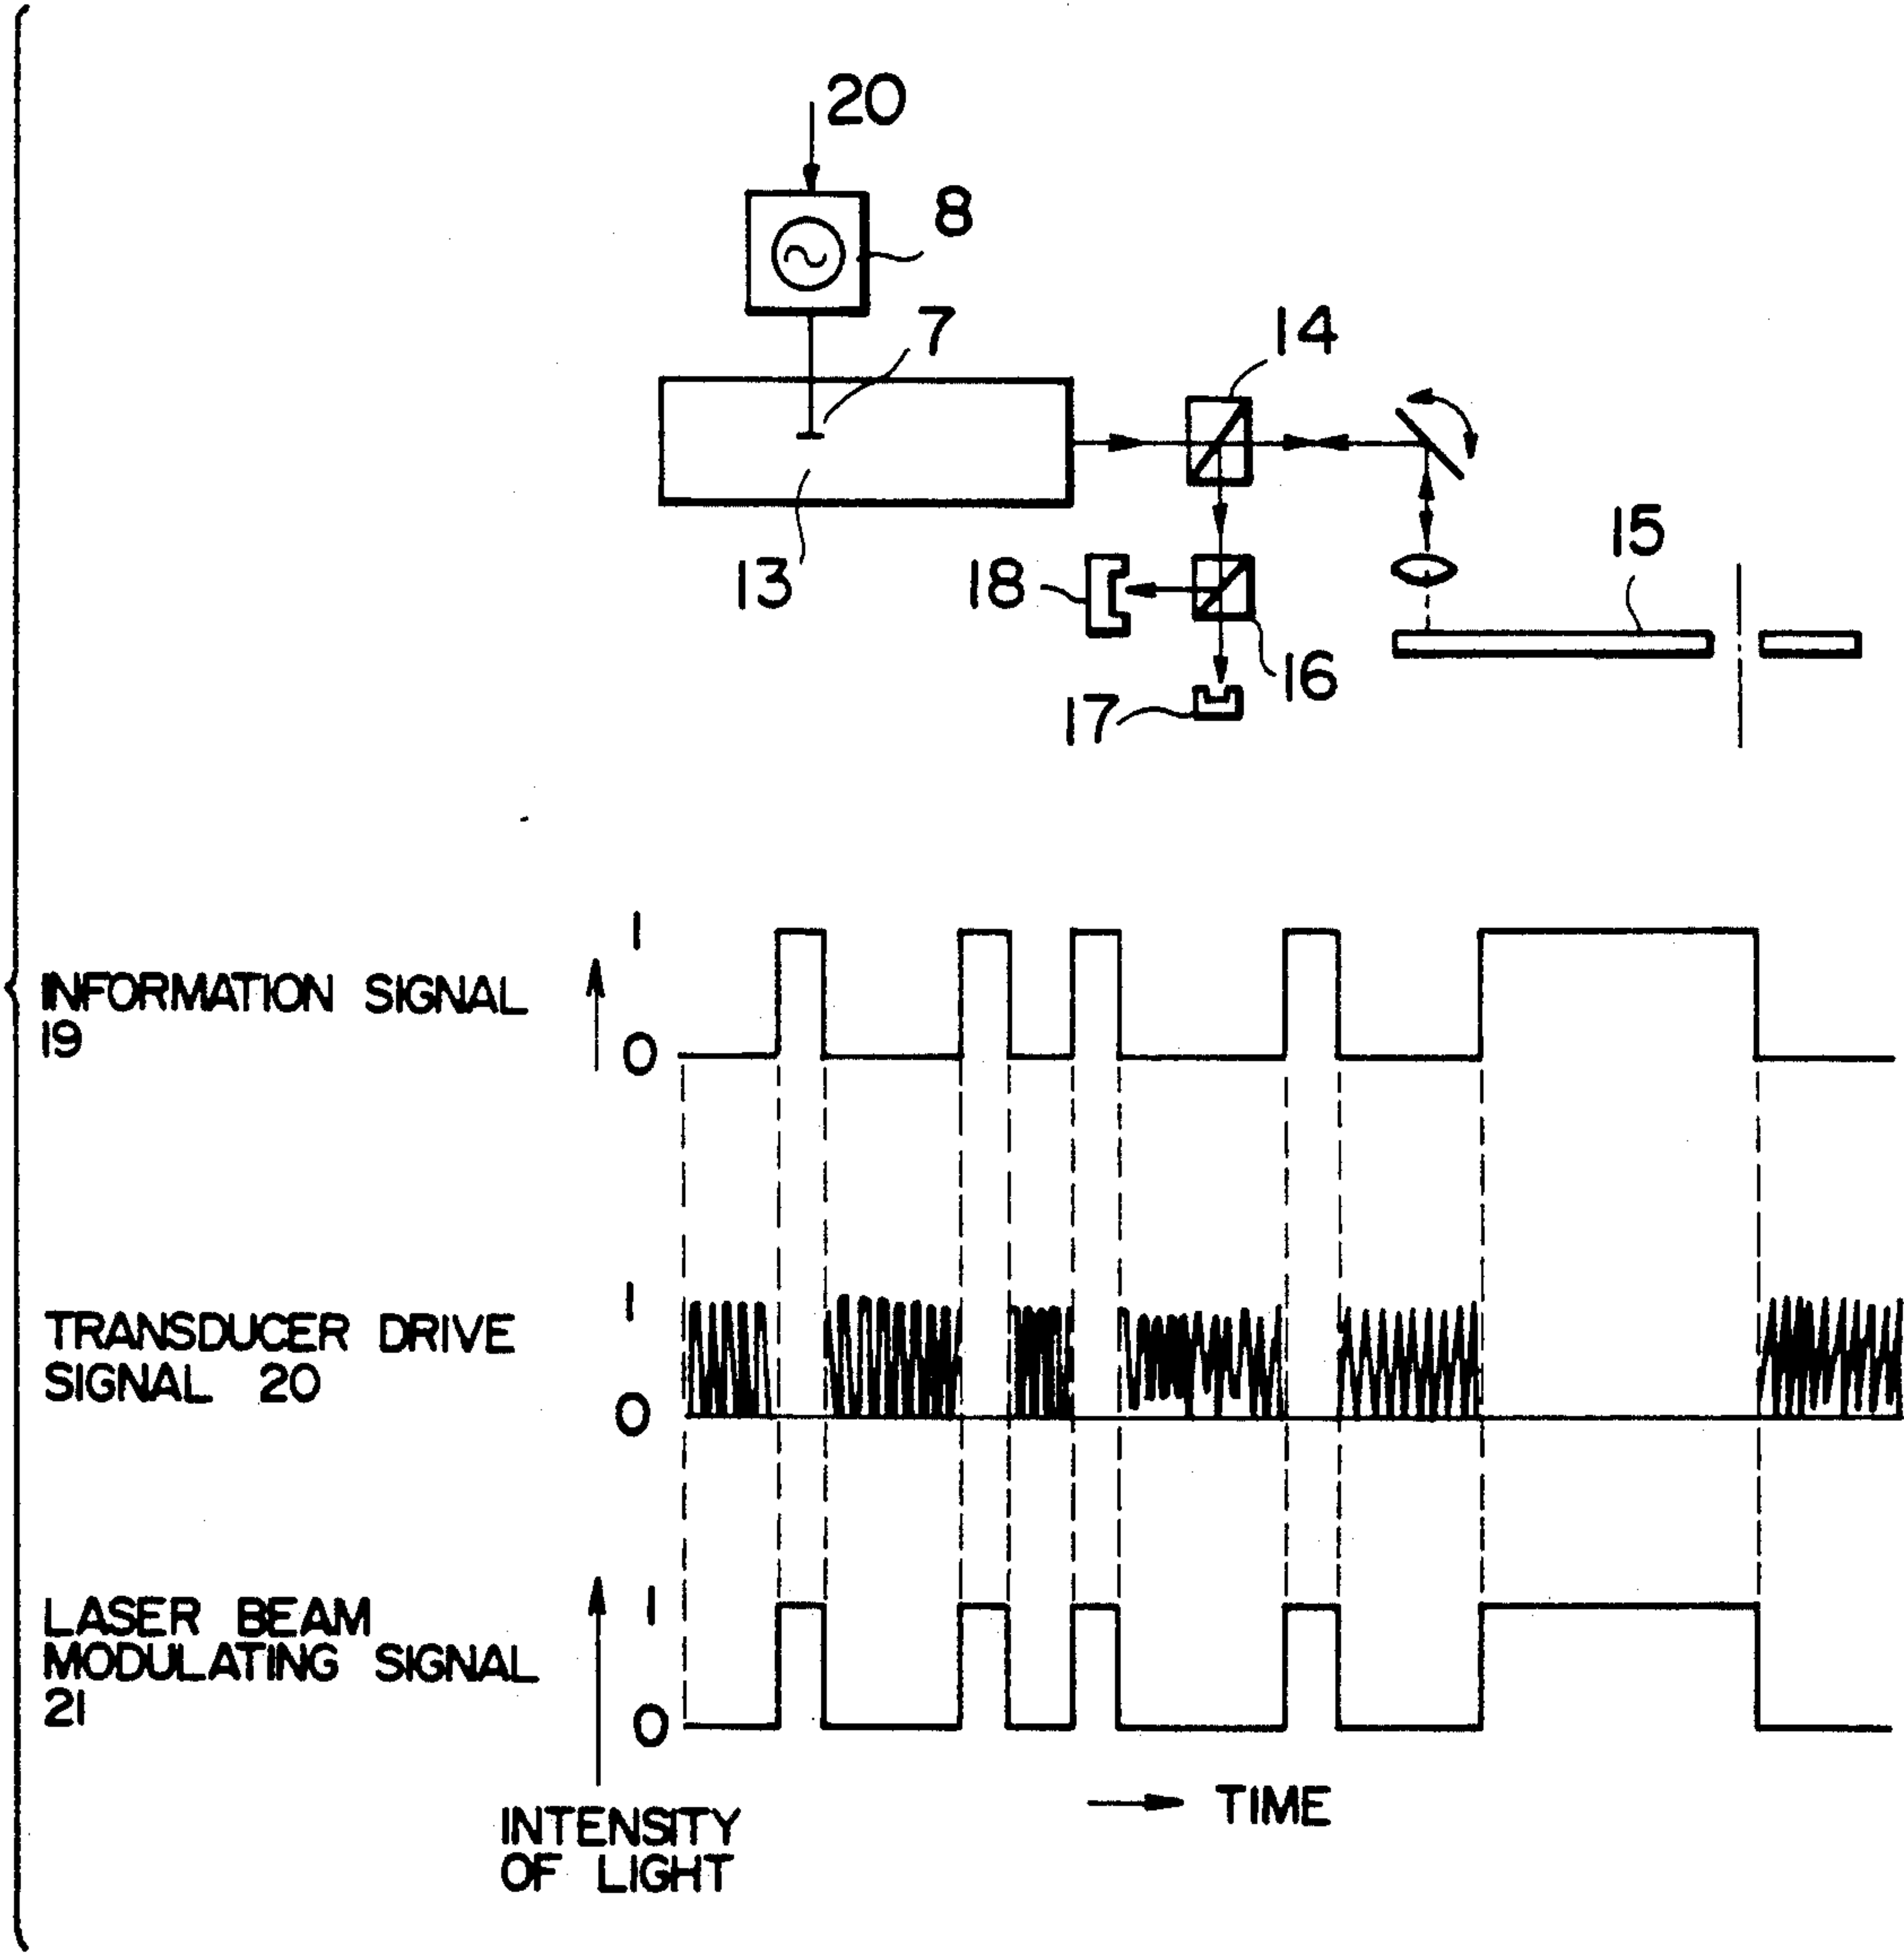 20
8
7
14
13
18
15
16
17
1
INFORMATION SIGNAL
19
0
1
TRANSDUCER DRIVE
SIGNAL 20
0
1
LASER BEAM
MODULATING SIGNAL
21
0
TIME
INTENSITY
OF LIGHT